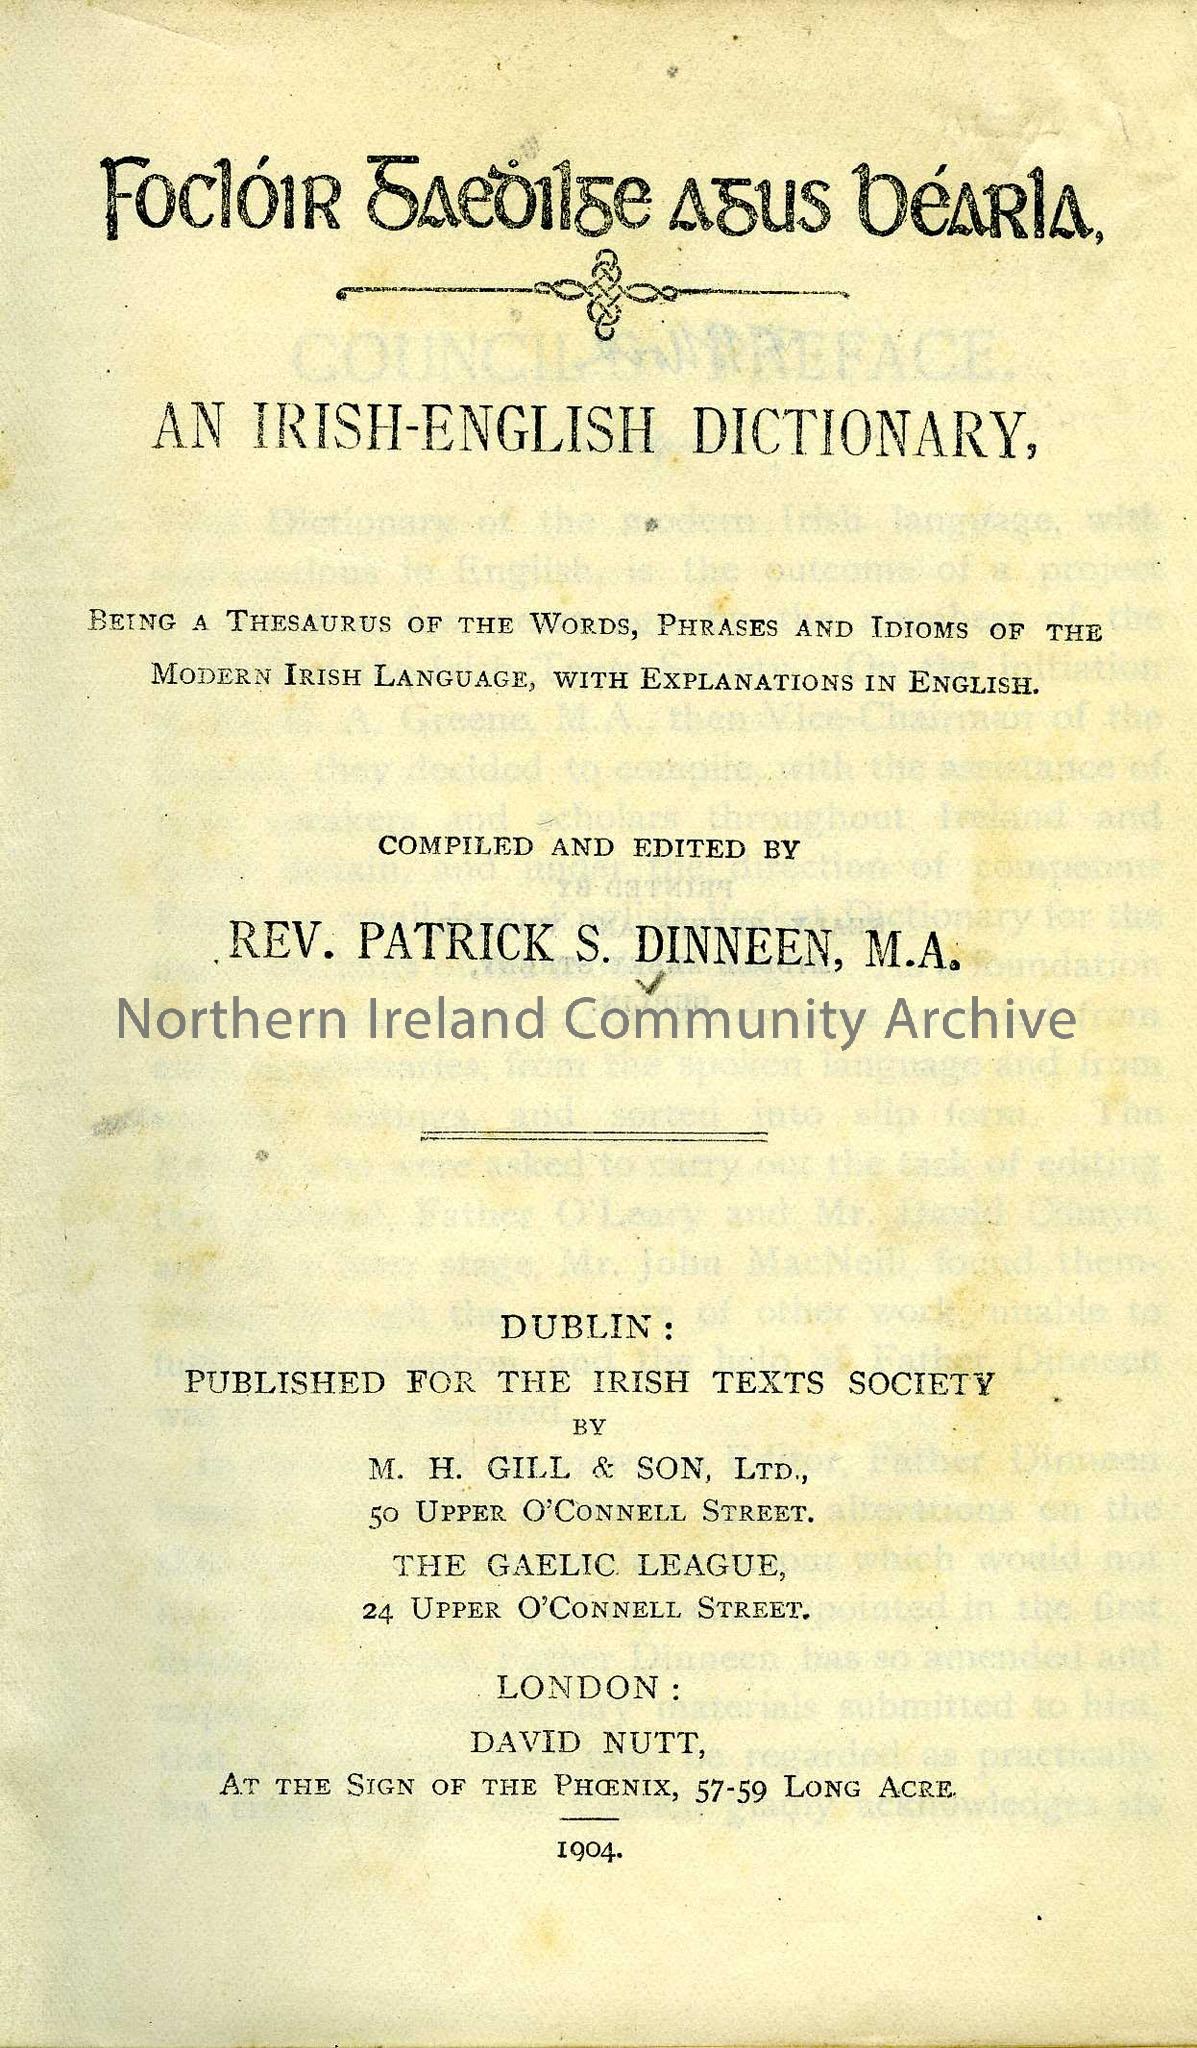 Foclóir Gaeḋilge agus Béarla,
AN IRISH-ENGLISH DICTIONARY,
BEING A THESAURUS OF THE WORDS, PHRASES AND IDIOMS OF THE
MODERN IRISH LANGUAGE, WITH EXPLANATIONS IN ENGLISH.
COMPILED AND EDITED BY
REV. PATRICK S. DINNEEN, M.A.
Northern Ireland Community Archive
DUBLIN:
PUBLISHED FOR THE IRISH TEXTS SOCIETY
BY
M. H. GILL & SON, LTD.,
50 UPPER O'CONNELL STREET.
THE GAELIC LEAGUE,
24 UPPER O'CONNELL STREET.
LONDON:
DAVID NUTT,
AT THE SIGN OF THE PHŒNIX, 57-59 LONG ACRE.
1904.